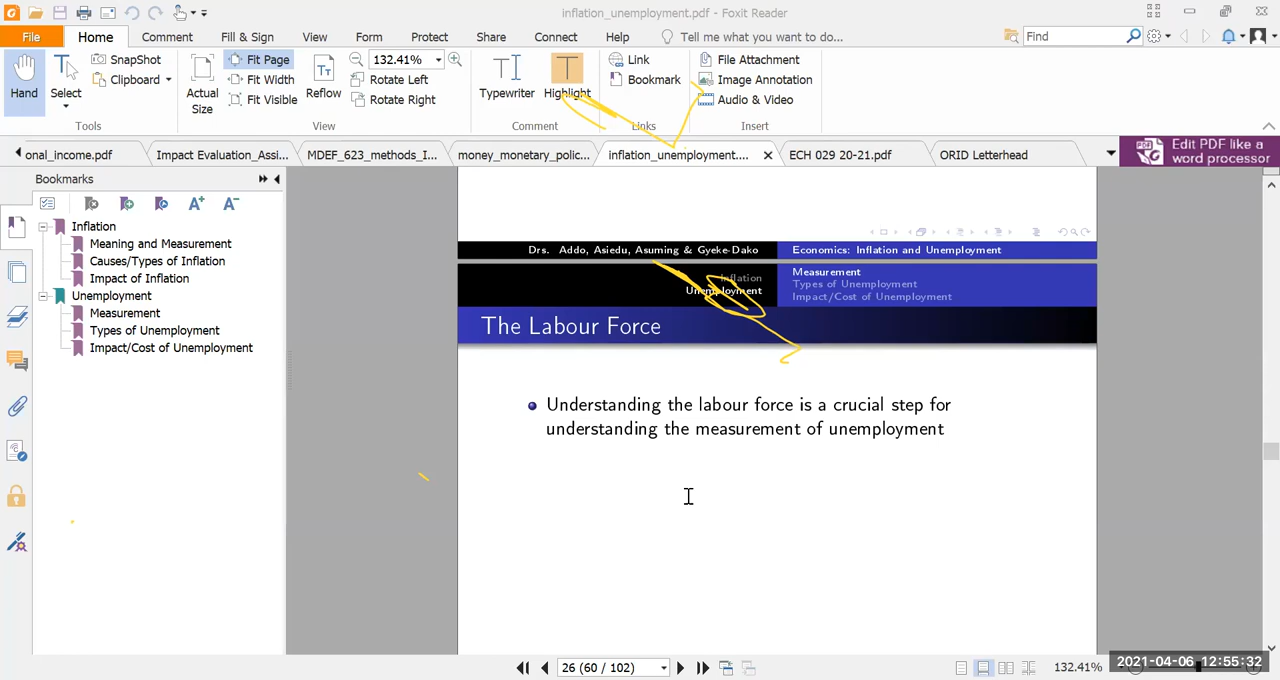 inflation_unemployment.pdf - Foxit Reader
File Home Comment Fill & Sign View Form Protect Share Connect Help Tell me what you want to do... Find
Hand
Select
SnapShot
Clipboard
Actual Size
Fit Page
Fit Width
Fit Visible
Reflow
132.41%
Rotate Left
Rotate Right
Typewriter
Highlight
Link
Bookmark
File Attachment
Image Annotation
Audio & Video
Tools View Comment Links Insert
onal_income.pdf Impact Evaluation_Assi... MDEF_623_methods_I... money_monetary_polic... inflation_unemployment.... ECH 029 20-21.pdf ORID Letterhead
Edit PDF like a
word processor
Bookmarks
Inflation
Meaning and Measurement
Causes/Types of Inflation
Impact of Inflation
Unemployment
Measurement
Types of Unemployment
Impact/Cost of Unemployment
Drs. Addo, Asiedu, Asuming & Gyeke-Dako Economics: Inflation and Unemployment
Inflation
Unemployment
Measurement
Types of Unemployment
Impact/Cost of Unemployment
The Labour Force
Understanding the labour force is a crucial step for
understanding the measurement of unemployment
26 (60 / 102)
132.41%
2021-04-06 12:55:32